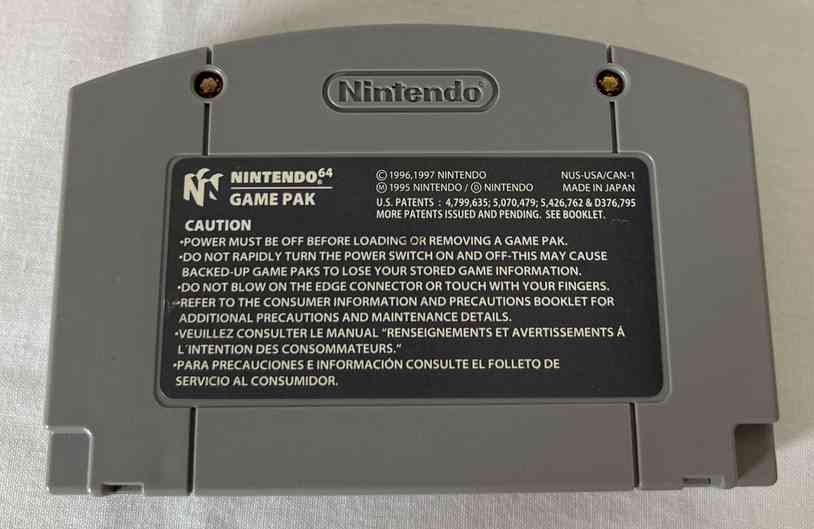 Nintendo
NINTENDO64
GAME PAK
© 1996,1997 NINTENDO
Ⓜ 1995 NINTENDO / Ⓓ NINTENDO
NUS-USA/CAN-1
MADE IN JAPAN
U.S. PATENTS : 4,799,635; 5,070,479; 5,426,762 & D376,795
MORE PATENTS ISSUED AND PENDING. SEE BOOKLET.
CAUTION
•POWER MUST BE OFF BEFORE LOADING OR REMOVING A GAME PAK.
•DO NOT RAPIDLY TURN THE POWER SWITCH ON AND OFF-THIS MAY CAUSE
BACKED-UP GAME PAKS TO LOSE YOUR STORED GAME INFORMATION.
•DO NOT BLOW ON THE EDGE CONNECTOR OR TOUCH WITH YOUR FINGERS.
•REFER TO THE CONSUMER INFORMATION AND PRECAUTIONS BOOKLET FOR
ADDITIONAL PRECAUTIONS AND MAINTENANCE DETAILS.
•VEUILLEZ CONSULTER LE MANUAL "RENSEIGNEMENTS ET AVERTISSEMENTS Á
L'INTENTION DES CONSOMMATEURS."
•PARA PRECAUCIONES E INFORMACIÓN CONSULTE EL FOLLETO DE
SERVICIO AL CONSUMIDOR.